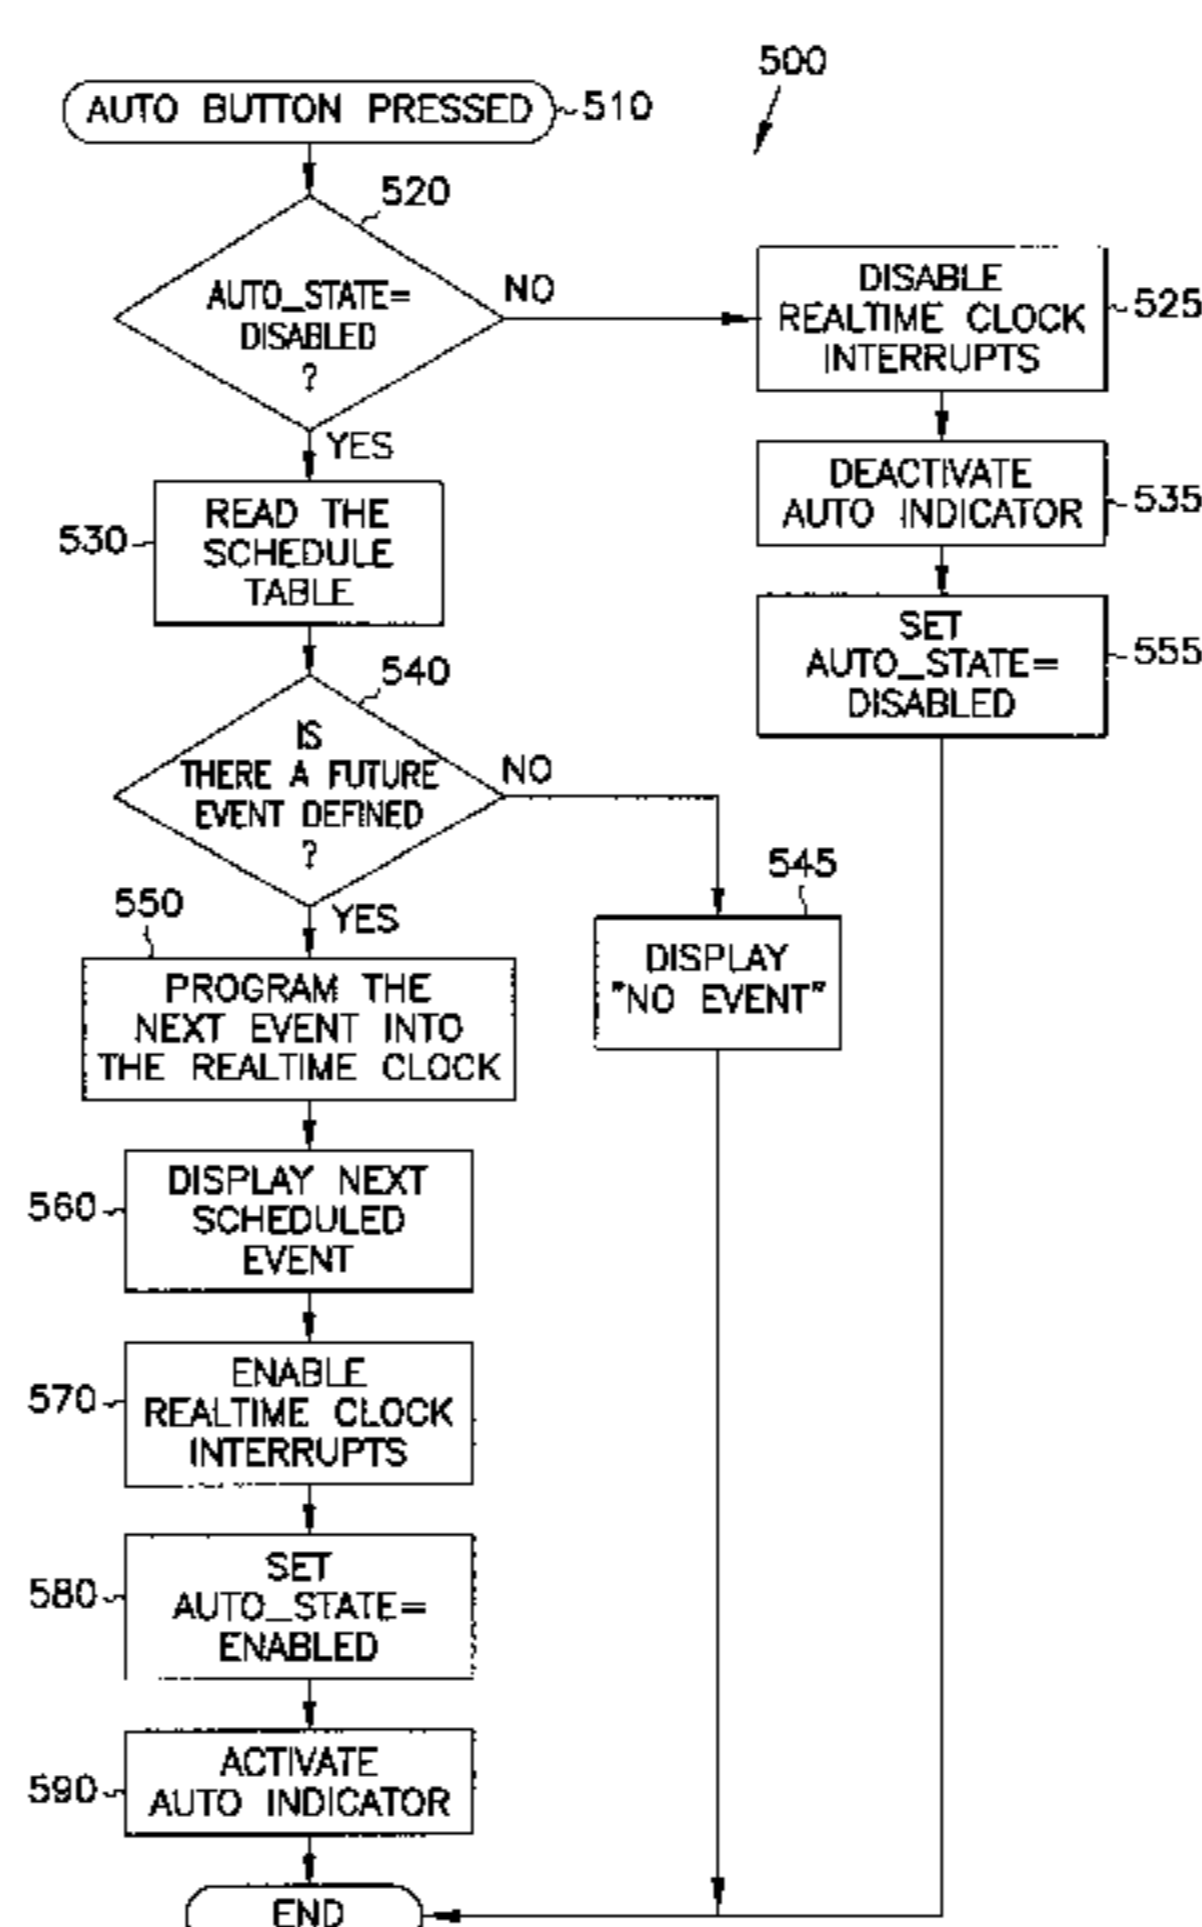 500
AUTO BUTTON PRESSED
510
520
AUTO_STATE=
DISABLED
?
NO
YES
DISABLE
REALTIME CLOCK
INTERRUPTS
525
DEACTIVATE
AUTO INDICATOR
535
SET
AUTO_STATE=
DISABLED
555
530
READ THE
SCHEDULE
TABLE
540
IS
THERE A FUTURE
EVENT DEFINED
?
NO
YES
545
DISPLAY
"NO EVENT"
550
PROGRAM THE
NEXT EVENT INTO
THE REALTIME CLOCK
560
DISPLAY NEXT
SCHEDULED
EVENT
570
ENABLE
REALTIME CLOCK
INTERRUPTS
580
SET
AUTO_STATE=
ENABLED
590
ACTIVATE
AUTO INDICATOR
END